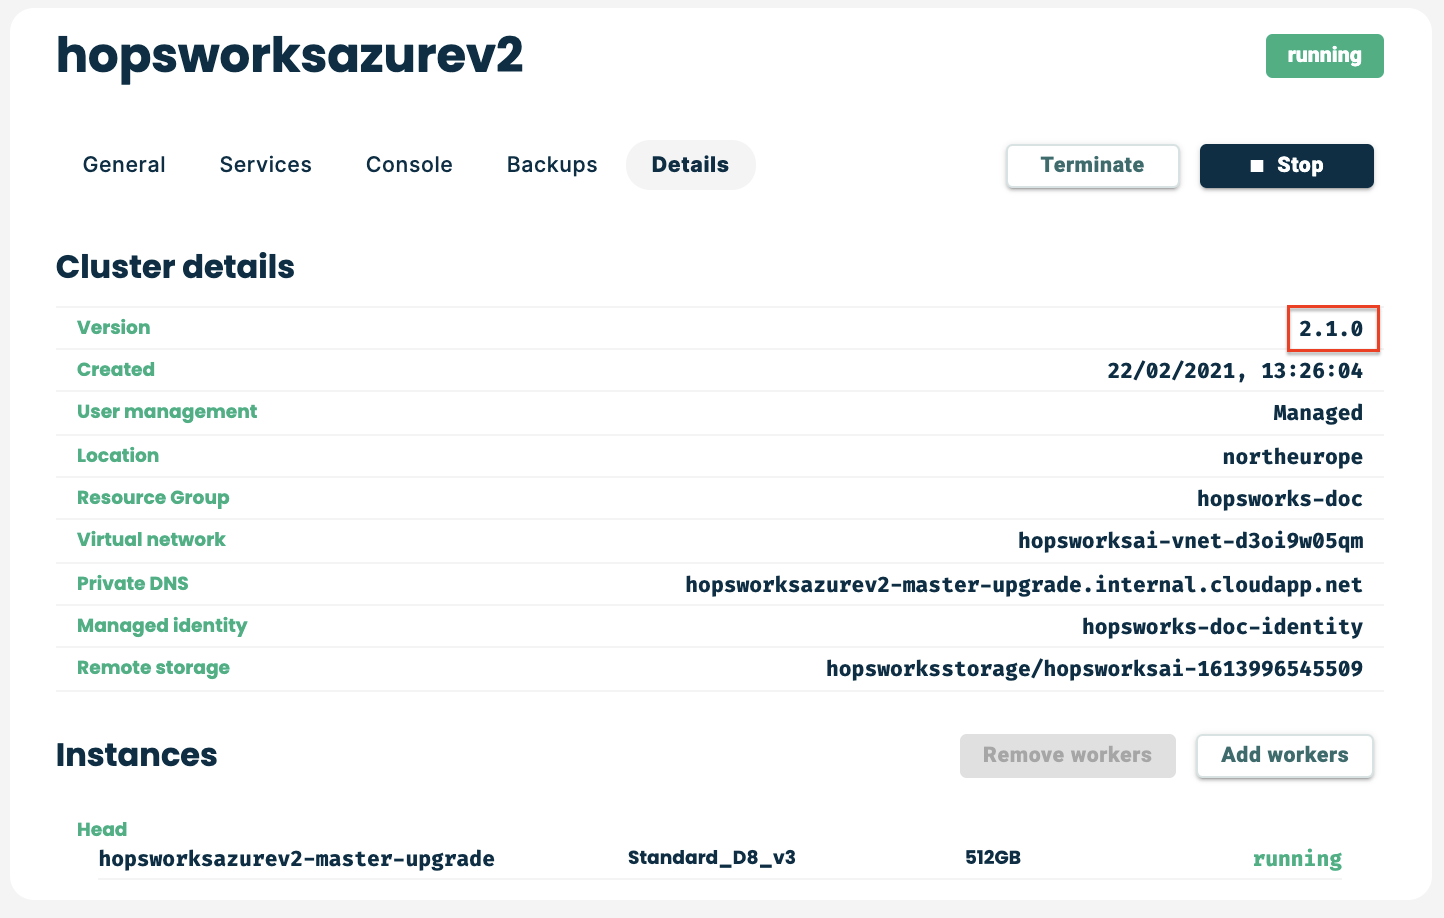 hopsworksazurev2
running
General Services Console Backups Details Terminate Stop
Cluster details
Version 2.1.0
Created 22/02/2021, 13:26:04
User management Managed
Location northeurope
Resource Group hopsworks-doc
Virtual network hopsworksai-vnet-d3oi9w05qm
Private DNS hopsworksazurev2-master-upgrade.internal.cloudapp.net
Managed identity hopsworks-doc-identity
Remote storage hopsworksstorage/hopsworksai-1613996545509
Instances Remove workers Add workers
Head
hopsworksazurev2-master-upgrade Standard_D8_v3 512GB running